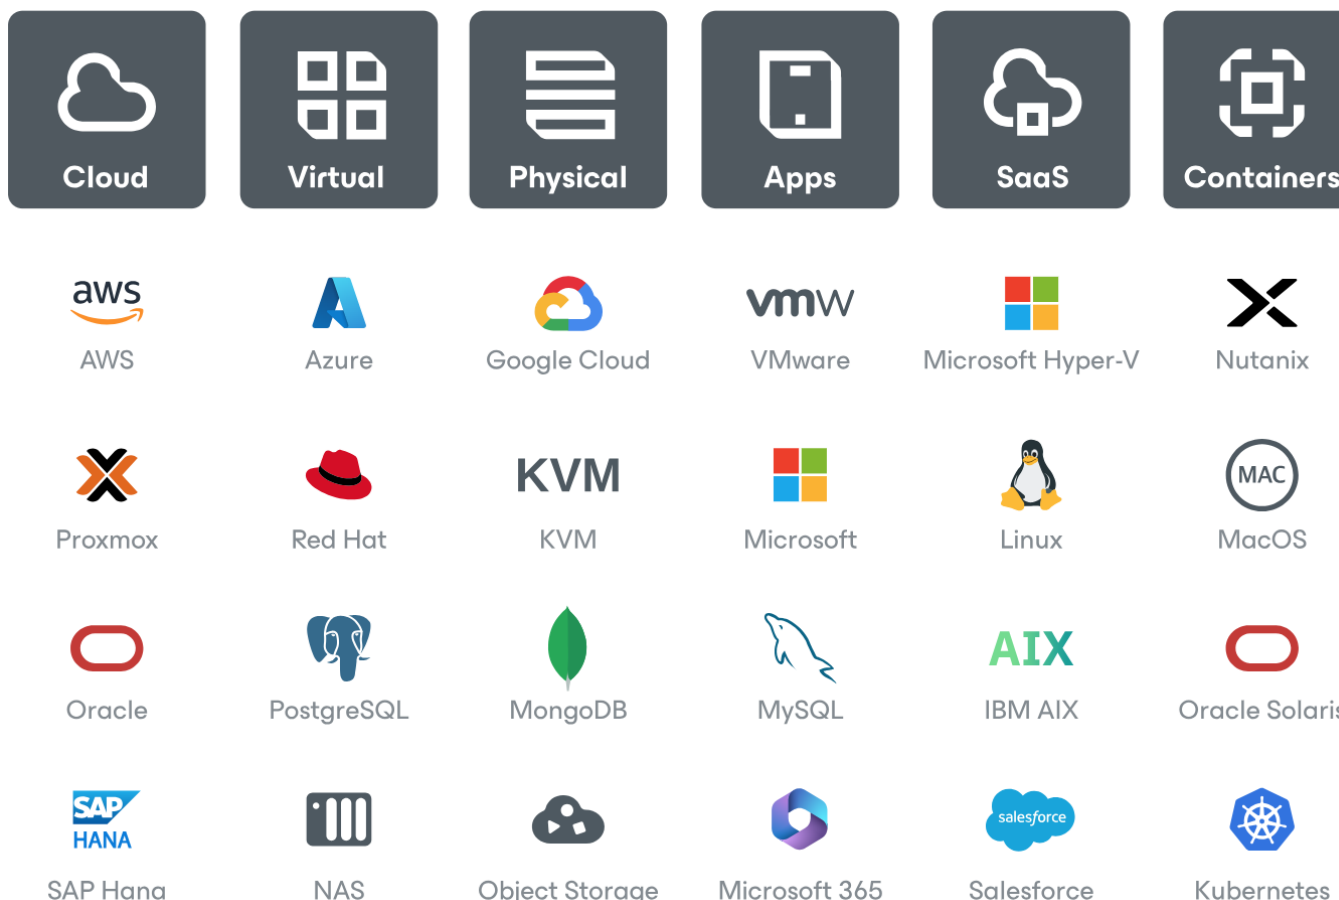 Cloud
Virtual
Physical
Apps
SaaS
Containers
aws
vmw
AWS
Azure
Google Cloud
VMware
Microsoft Hyper-V
Nutanix
KVM
MAC
Proxmox
Red Hat
KVM
Microsoft
Linux
MacOS
AIX
Oracle
PostgreSQL
MongoDB
MySQL
IBM AIX
Oracle Solaris
SAP
HANA
salesforce
SAP Hana
NAS
Object Storage
Microsoft 365
Salesforce
Kubernetes